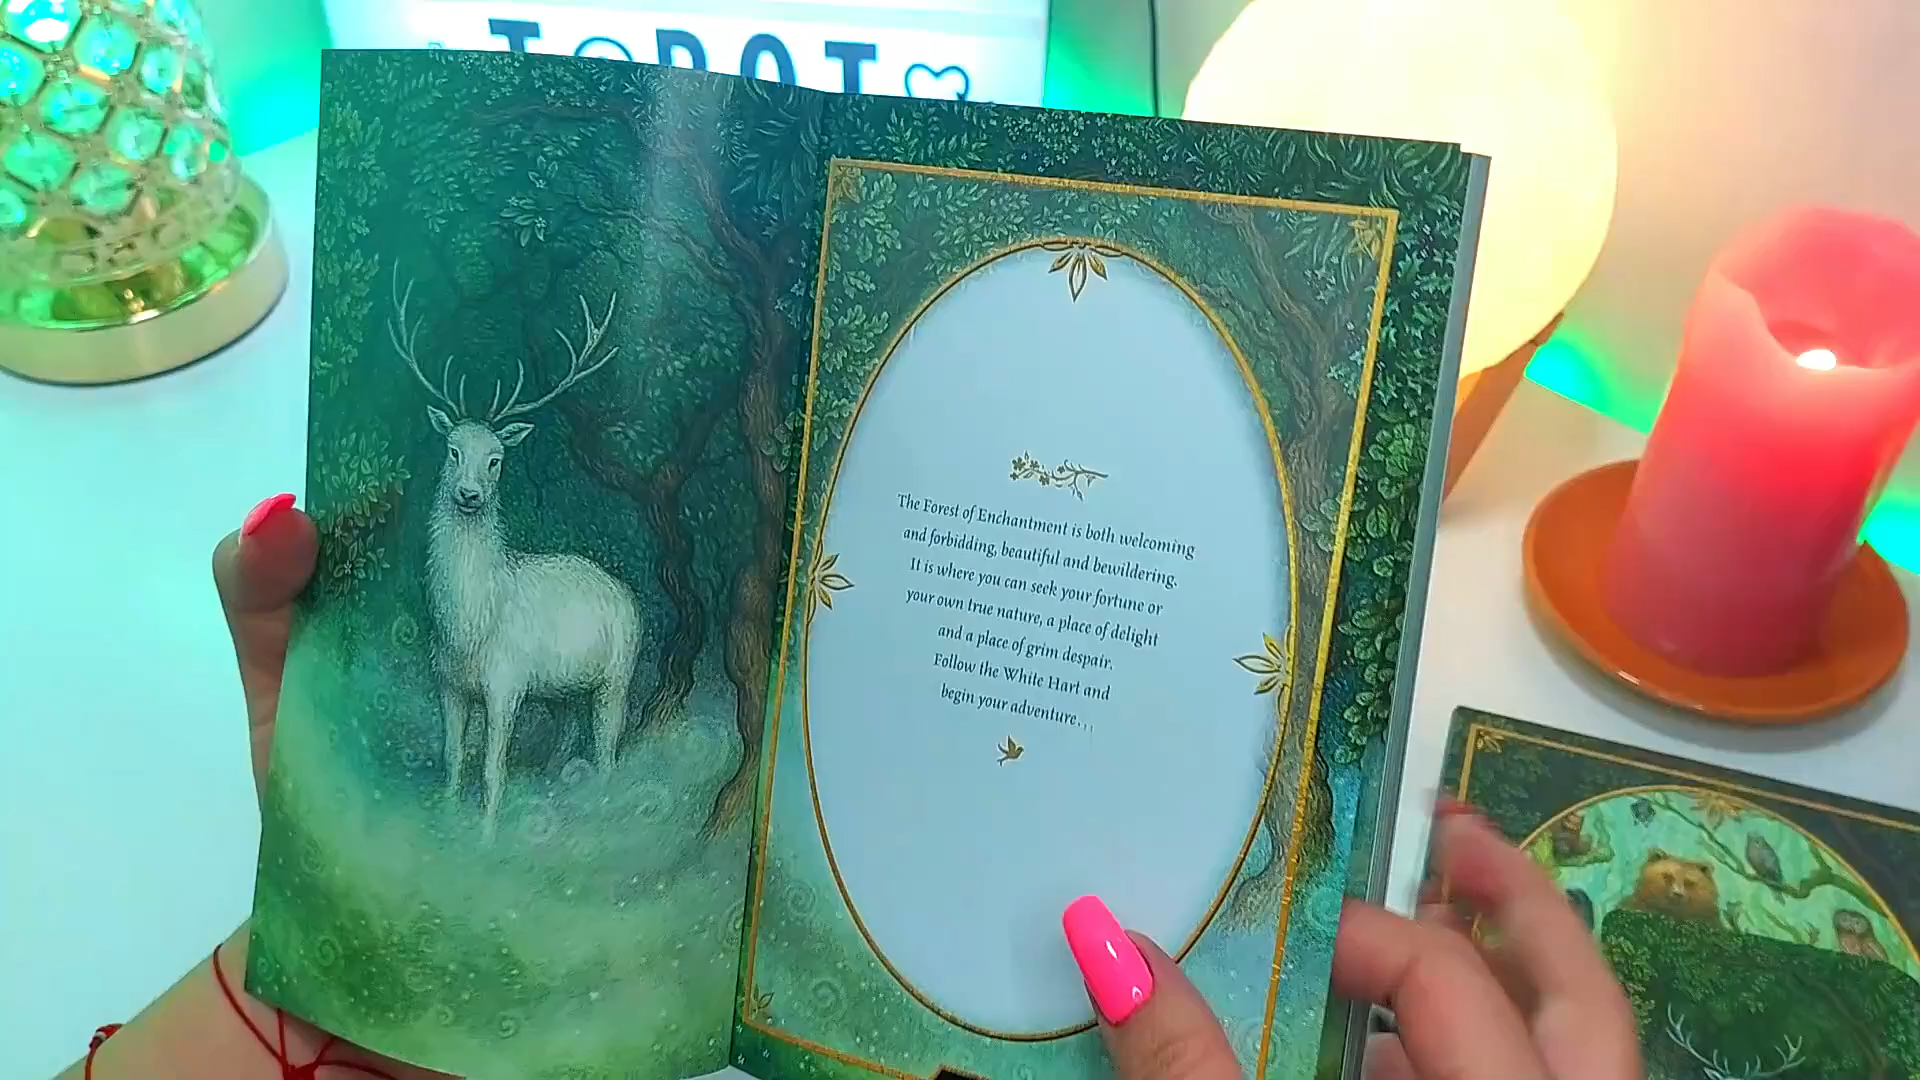 TAROT
The Forest of Enchantment is both welcoming
and forbidding, beautiful and bewildering.
It is where you can seek your fortune or
your own true nature, a place of delight
and a place of grim despair.
Follow the White Hart and
begin your adventure...